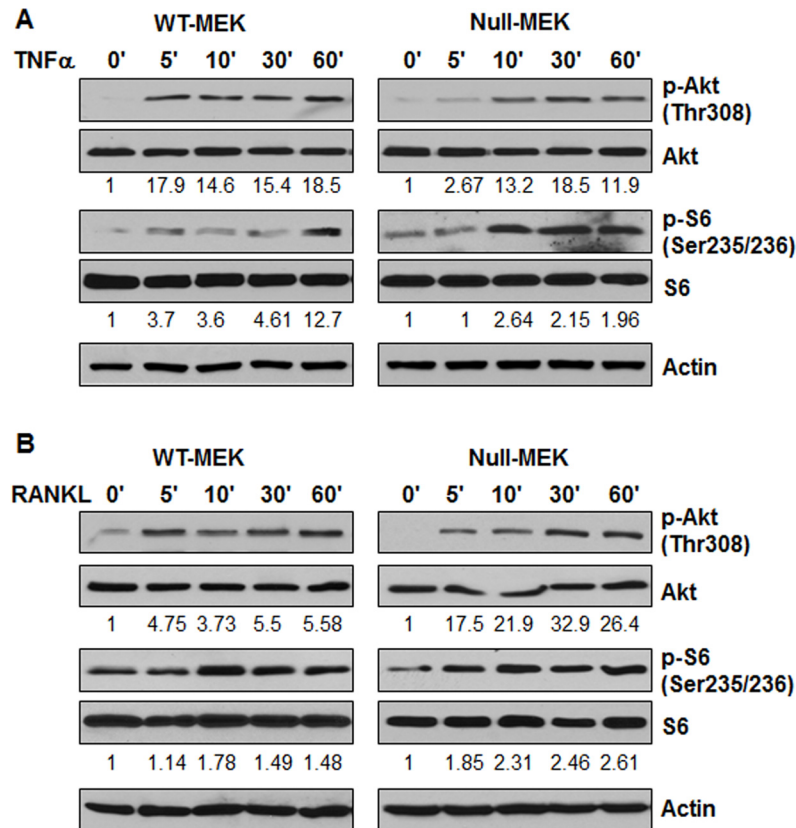 A
WT-MEK Null-MEK
TNFα 0' 5' 10' 30' 60' 0' 5' 10' 30' 60'
p-Akt
(Thr308)
Akt
1 17.9 14.6 15.4 18.5 1 2.67 13.2 18.5 11.9
p-S6
(Ser235/236)
S6
1 3.7 3.6 4.61 12.7 1 1 2.64 2.15 1.96
Actin
B
WT-MEK Null-MEK
RANKL 0' 5' 10' 30' 60' 0' 5' 10' 30' 60'
p-Akt
(Thr308)
Akt
1 4.75 3.73 5.5 5.58 1 17.5 21.9 32.9 26.4
p-S6
(Ser235/236)
S6
1 1.14 1.78 1.49 1.48 1 1.85 2.31 2.46 2.61
Actin